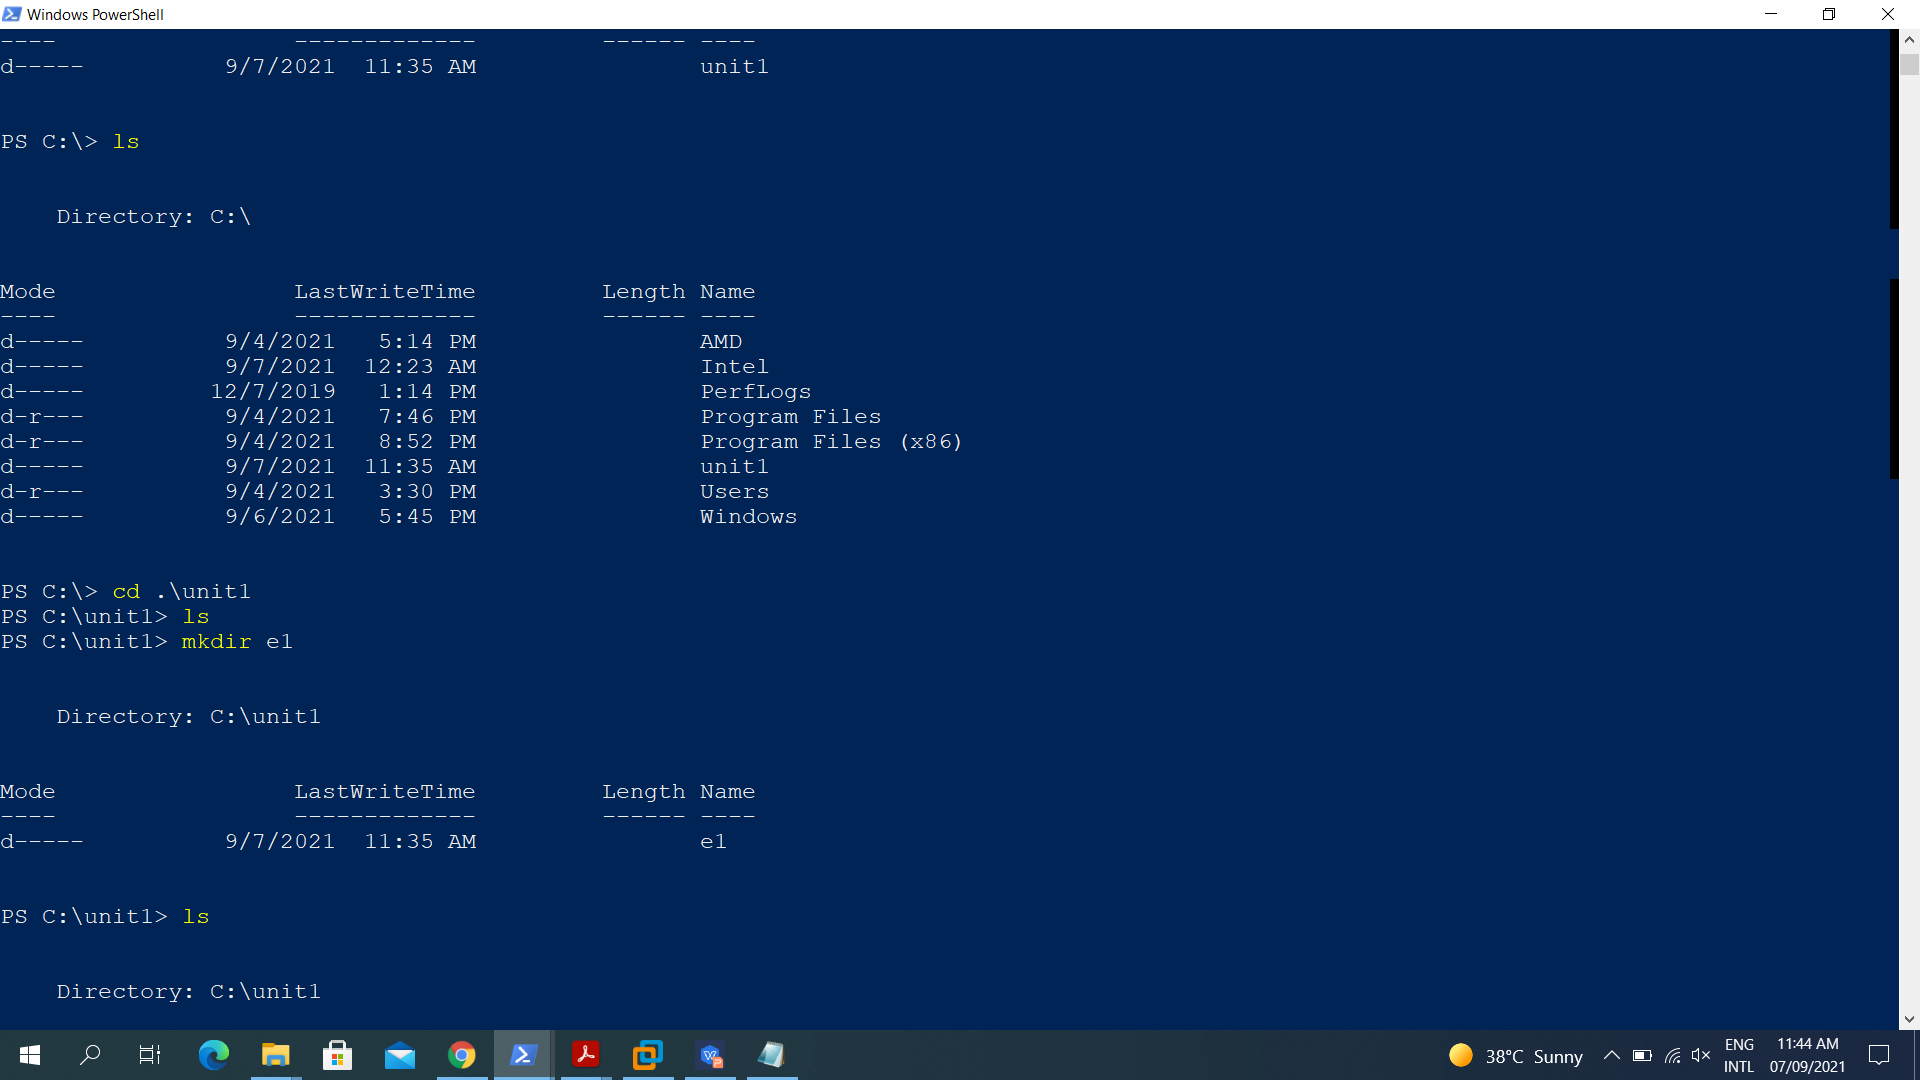 Windows PowerShell
----                 -------------         ------ ----
d-----          9/7/2021  11:35 AM                unit1
PS C:\> ls
    Directory: C:\
Mode                 LastWriteTime         Length Name
----                 -------------         ------ ----
d-----          9/4/2021   5:14 PM                AMD
d-----          9/7/2021  12:23 AM                Intel
d-----         12/7/2019   1:14 PM                PerfLogs
d-r---          9/4/2021   7:46 PM                Program Files
d-r---          9/4/2021   8:52 PM                Program Files (x86)
d-----          9/7/2021  11:35 AM                unit1
d-r---          9/4/2021   3:30 PM                Users
d-----          9/6/2021   5:45 PM                Windows
PS C:\> cd .\unit1
PS C:\unit1> ls
PS C:\unit1> mkdir e1
    Directory: C:\unit1
Mode                 LastWriteTime         Length Name
----                 -------------         ------ ----
d-----          9/7/2021  11:35 AM                e1
PS C:\unit1> ls
    Directory: C:\unit1
38°C Sunny
ENG
INTL
11:44 AM
07/09/2021